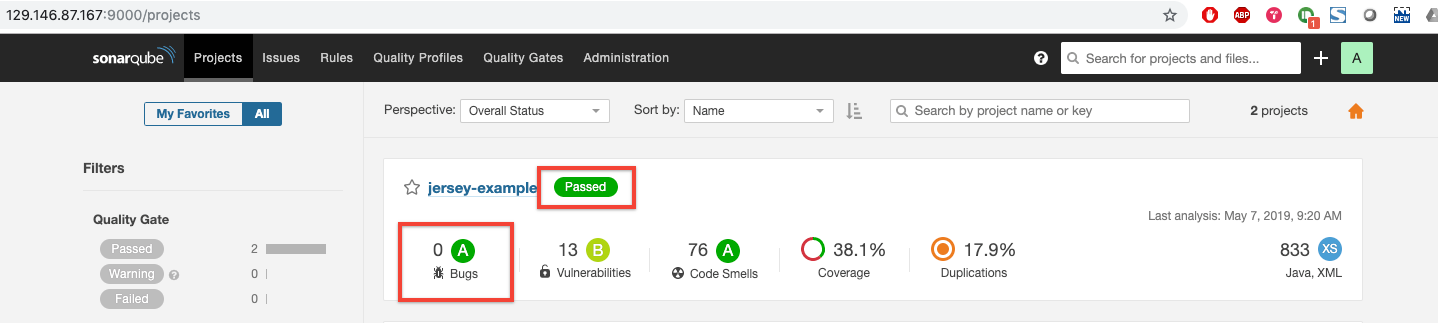 129.146.87.167:9000/projects
ABP
1
NEW
sonarqube Projects Issues Rules Quality Profiles Quality Gates Administration ? Search for projects and files... + A
My Favorites All
Perspective: Overall Status Sort by: Name Search by project name or key 2 projects
Filters
jersey-example Passed
Last analysis: May 7, 2019, 9:20 AM
Quality Gate
Passed 2
Warning ? 0
Failed 0
0 A 13 B 76 A 38.1% 17.9% 833 XS
Bugs Vulnerabilities Code Smells Coverage Duplications Java, XML